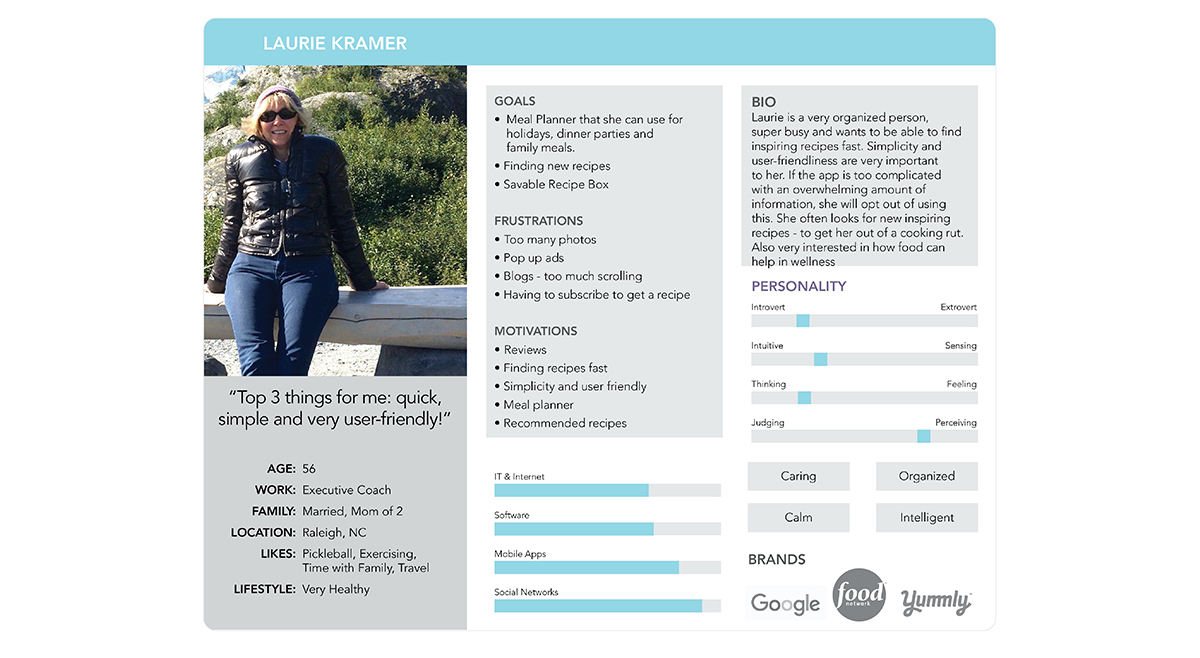 LAURIE KRAMER
“Top 3 things for me: quick,
simple and very user-friendly!“
AGE: 56
WORK: Executive Coach
FAMILY: Married, Mom of 2
LOCATION: Raleigh, NC
LIKES: Pickleball, Exercising,
Time with Family, Travel
LIFESTYLE: Very Healthy
GOALS
• Meal Planner that she can use for
holidays, dinner parties and
family meals.
• Finding new recipes
• Savable Recipe Box
FRUSTRATIONS
• Too many photos
• Pop up ads
• Blogs - too much scrolling
• Having to subscribe to get a recipe
MOTIVATIONS
• Reviews
• Finding recipes fast
• Simplicity and user friendly
• Meal planner
• Recommended recipes
IT & Internet
Software
Mobile Apps
Social Networks
BIO
Laurie is a very organized person,
super busy and wants to be able to find
inspiring recipes fast. Simplicity and
user-friendliness are very important
to her. If the app is too complicated
with an overwhelming amount of
information, she will opt out of using
this. She often looks for new inspiring
recipes - to get her out of a cooking rut.
Also very interested in how food can
help in wellness
PERSONALITY
Introvert Extrovert
Intuitive Sensing
Thinking Feeling
Judging Perceiving
Caring Organized
Calm Intelligent
BRANDS
Google
food
network
Yummly